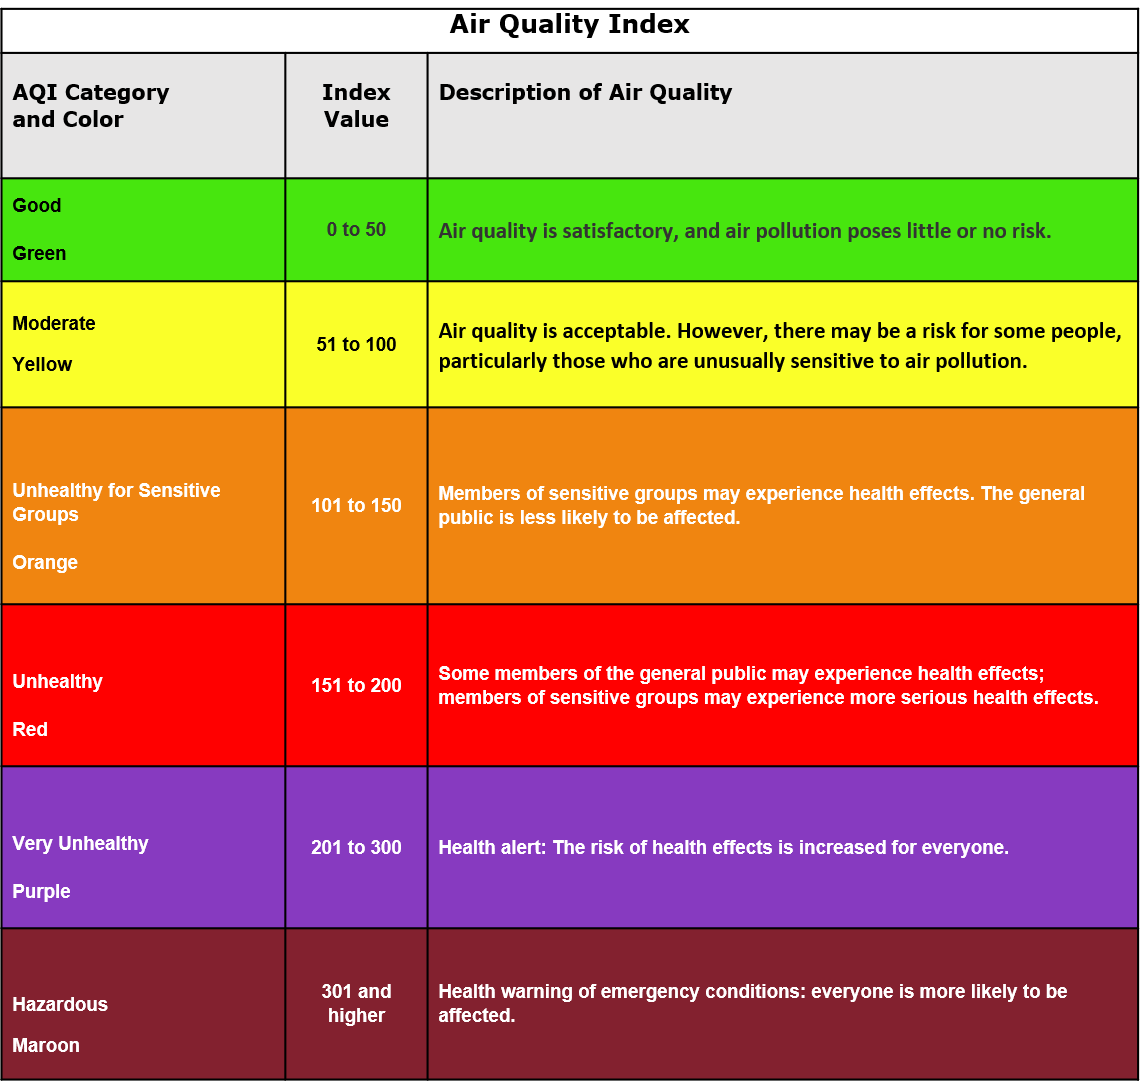 Air Quality Index
AQI Category
and Color
Index
Value
Description of Air Quality
Good
Green
0 to 50
Air quality is satisfactory, and air pollution poses little or no risk.
Moderate
Yellow
51 to 100
Air quality is acceptable. However, there may be a risk for some people,
particularly those who are unusually sensitive to air pollution.
Unhealthy for Sensitive
Groups
Orange
101 to 150
Members of sensitive groups may experience health effects. The general
public is less likely to be affected.
Unhealthy
Red
151 to 200
Some members of the general public may experience health effects;
members of sensitive groups may experience more serious health effects.
Very Unhealthy
Purple
201 to 300
Health alert: The risk of health effects is increased for everyone.
Hazardous
Maroon
301 and
higher
Health warning of emergency conditions: everyone is more likely to be
affected.